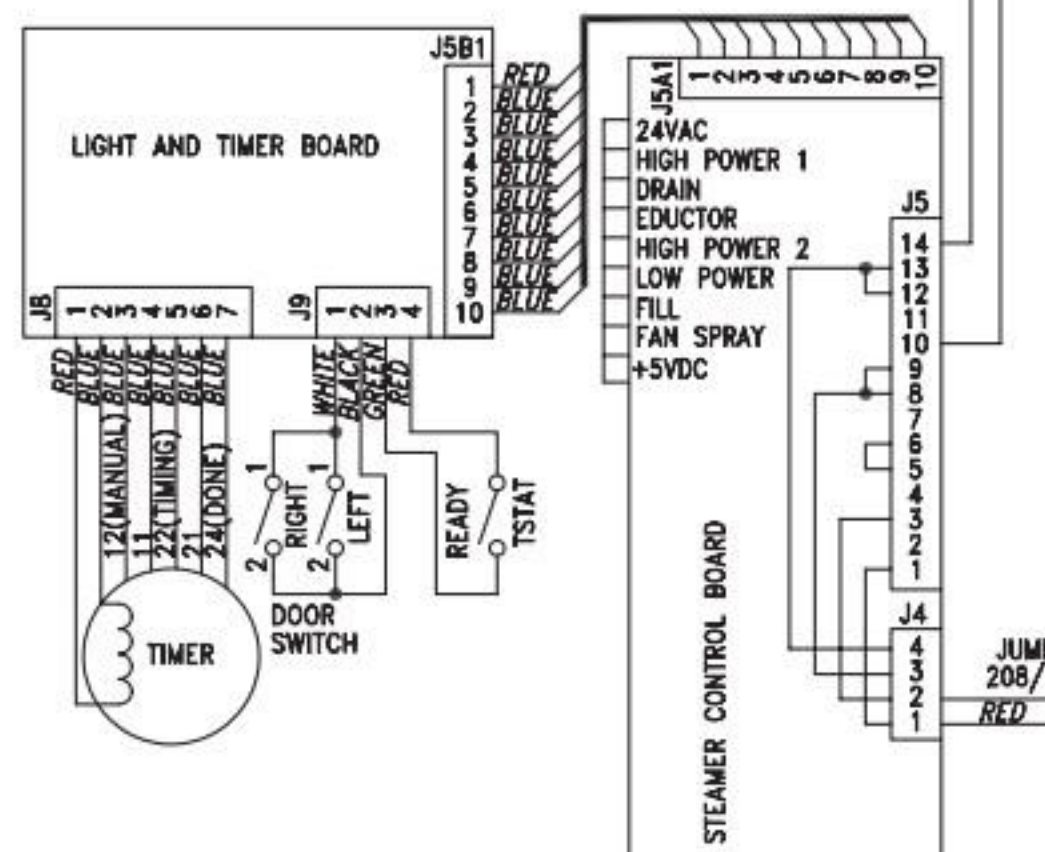 LIGHT AND TIMER BOARD
J5B1
1
2
3
4
5
6
7
8
9
10
RED
BLUE
BLUE
BLUE
BLUE
BLUE
BLUE
BLUE
BLUE
BLUE
J8
1
2
3
4
5
6
7
J9
1
2
3
4
RED
BLUE
BLUE
BLUE
BLUE
BLUE
BLUE
WHITE
BLACK
GREEN
RED
12(MANUAL)
11
22(TIMING)
21
24(DONE)
TIMER
1
RIGHT
2
1
LEFT
2
DOOR
SWITCH
READY
TSTAT
J5A1
1
2
3
4
5
6
7
8
9
10
24VAC
HIGH POWER 1
DRAIN
EDUCTOR
HIGH POWER 2
LOW POWER
FILL
FAN SPRAY
+5VDC
STEAMER CONTROL BOARD
J5
14
13
12
11
10
9
8
7
6
5
4
3
2
1
J4
4
3
2
1
208/
RED